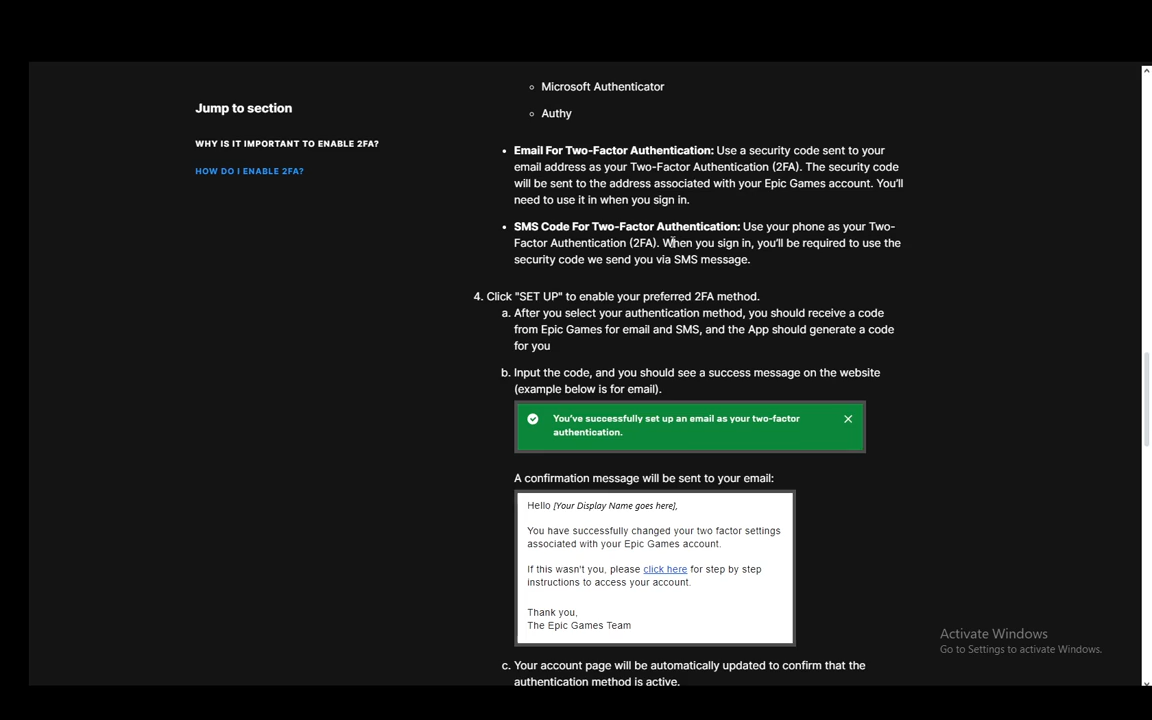 Jump to section
WHY IS IT IMPORTANT TO ENABLE 2FA?
HOW DO I ENABLE 2FA?
Microsoft Authenticator
Authy
Email For Two-Factor Authentication: Use a security code sent to your
email address as your Two-Factor Authentication (2FA). The security code
will be sent to the address associated with your Epic Games account. You'll
need to use it in when you sign in.
SMS Code For Two-Factor Authentication: Use your phone as your Two-
Factor Authentication (2FA). When you sign in, you'll be required to use the
security code we send you via SMS message.
4. Click "SET UP" to enable your preferred 2FA method.
a. After you select your authentication method, you should receive a code
from Epic Games for email and SMS, and the App should generate a code
for you
b. Input the code, and you should see a success message on the website
(example below is for email).
You've successfully set up an email as your two-factor
authentication.
A confirmation message will be sent to your email:
Hello [Your Display Name goes here],
You have successfully changed your two factor settings
associated with your Epic Games account.
If this wasn't you, please click here for step by step
instructions to access your account.
Thank you,
The Epic Games Team
c. Your account page will be automatically updated to confirm that the
authentication method is active.
Activate Windows
Go to Settings to activate Windows.